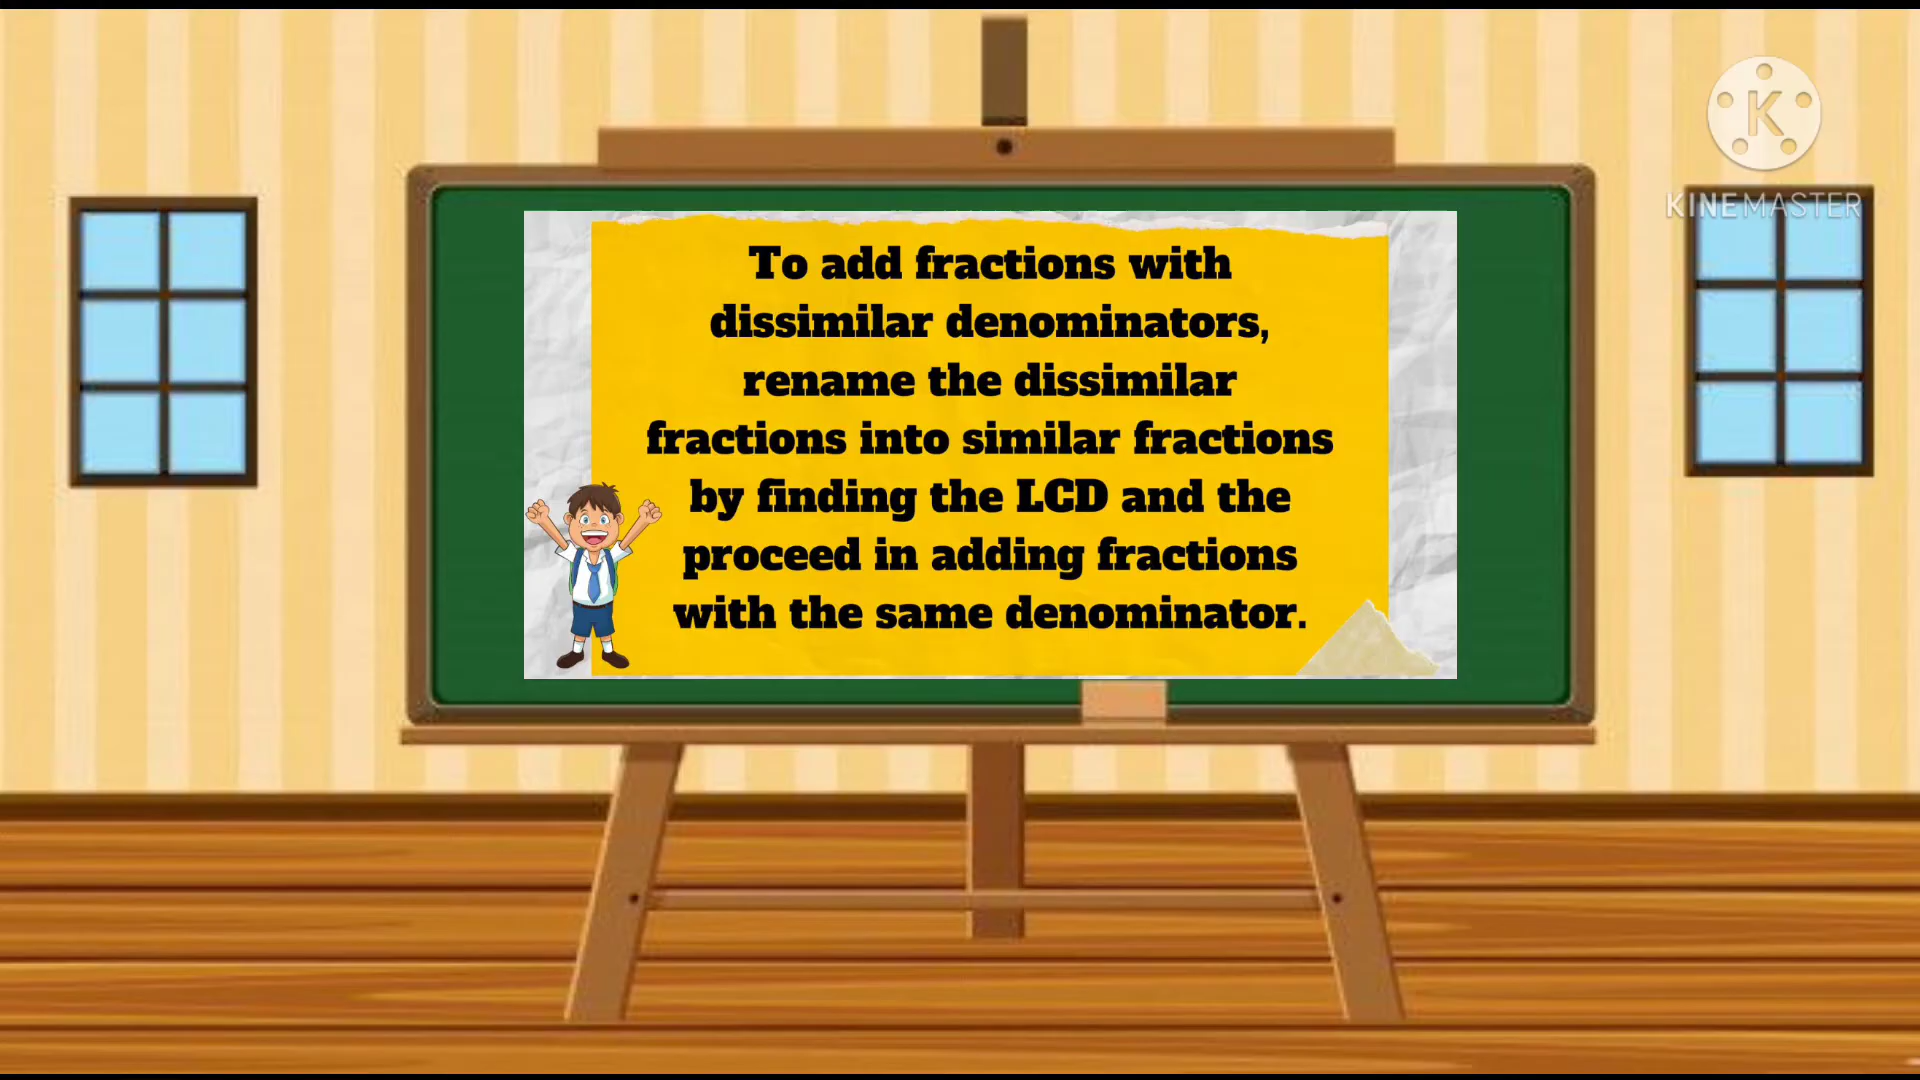 To add fractions with
dissimilar denominators,
rename the dissimilar
fractions into similar fractions
by finding the LCD and the
proceed in adding fractions
with the same denominator.
K
KINEMASTER